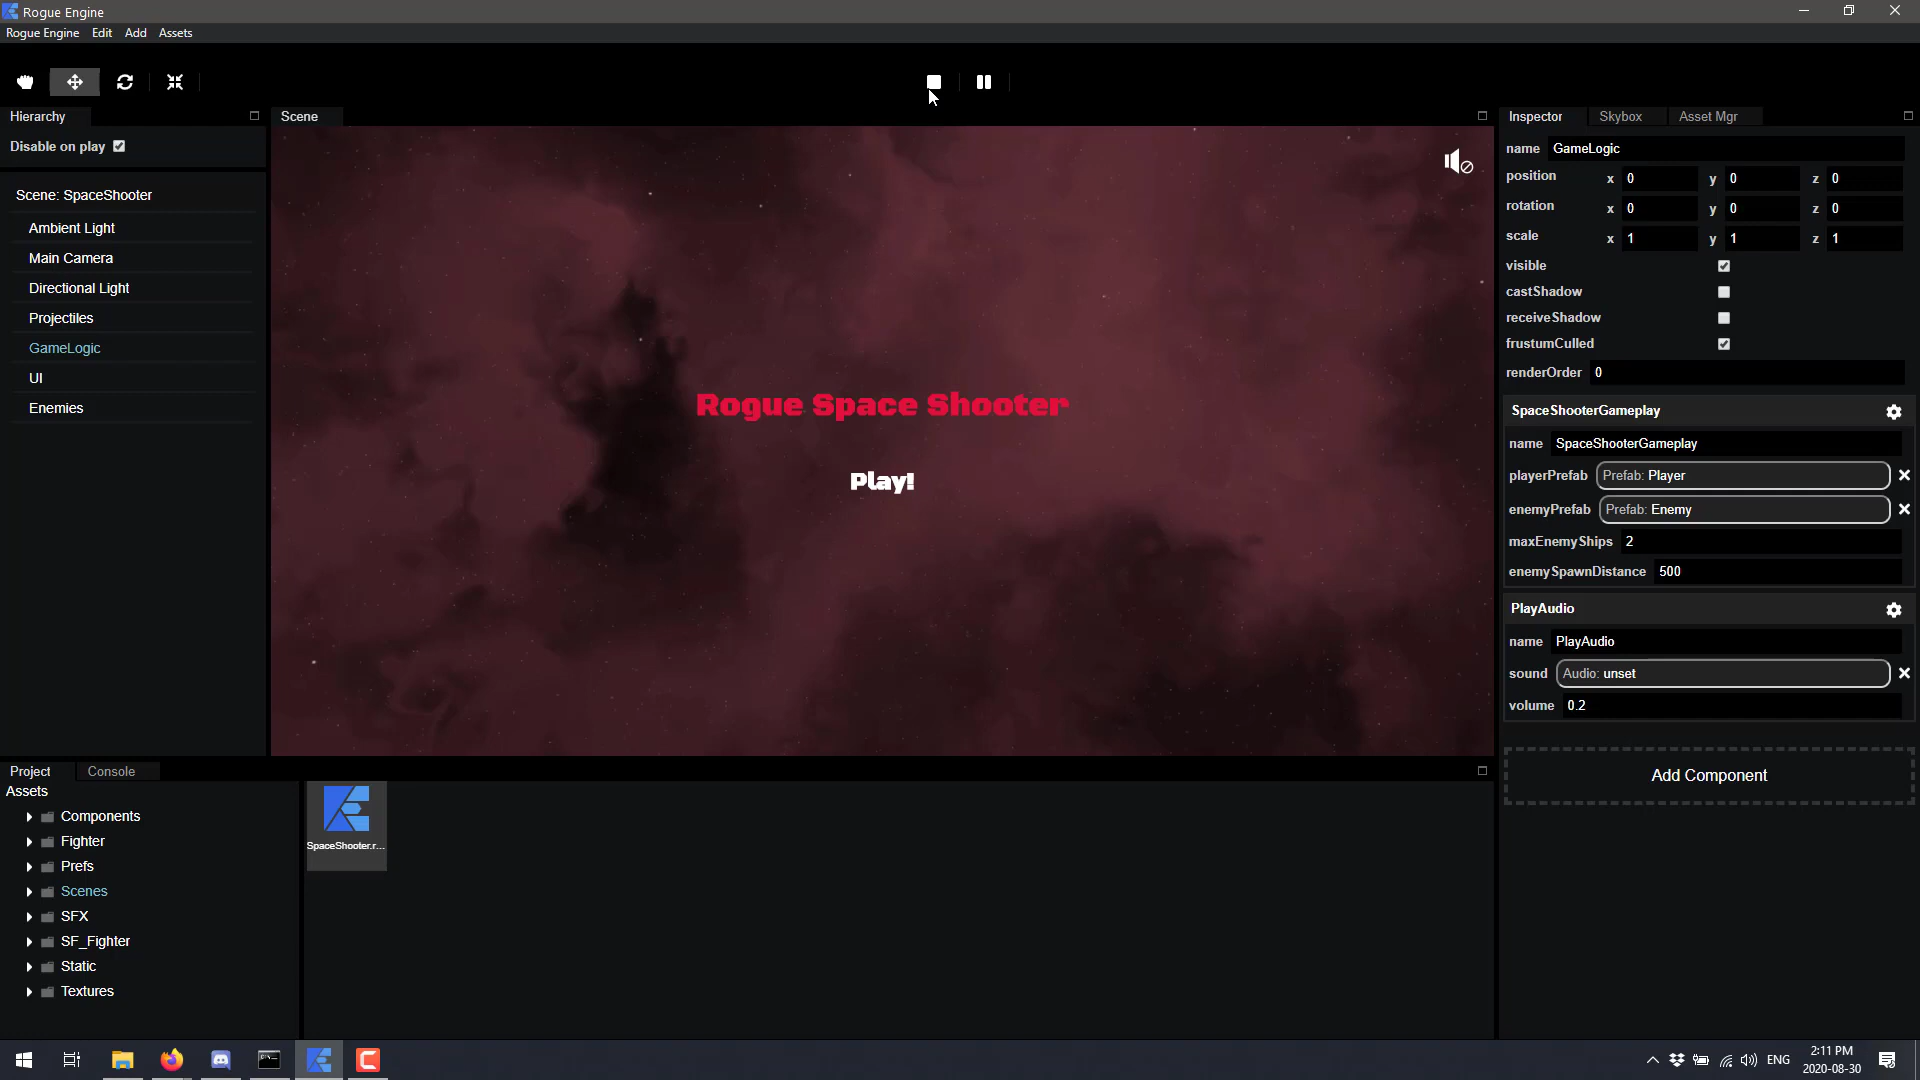 Rogue Engine
Rogue Engine Edit Add Assets
Hierarchy
Disable on play
Scene: SpaceShooter
Ambient Light
Main Camera
Directional Light
Projectiles
GameLogic
UI
Enemies
Scene
Rogue Space Shooter
Play!
Inspector Skybox Asset Mgr
name GameLogic
position x 0 y 0 z 0
rotation x 0 y 0 z 0
scale x 1 y 1 z 1
visible
castShadow
receiveShadow
frustumCulled
renderOrder 0
SpaceShooterGameplay
name SpaceShooterGameplay
playerPrefab Prefab: Player
enemyPrefab Prefab: Enemy
maxEnemyShips 2
enemySpawnDistance 500
PlayAudio
name PlayAudio
sound Audio: unset
volume 0.2
Add Component
Project Console
Assets
Components
Fighter
Prefs
Scenes
SFX
SF_Fighter
Static
Textures
SpaceShooter.r...
ENG
2:11 PM
2020-08-30